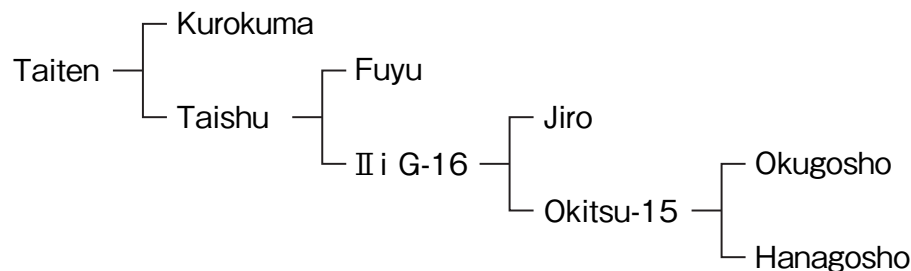 Kurokuma
Taiten
Fuyu
Taishu
Jiro
Ⅱi G-16
Okugosho
Okitsu-15
Hanagosho